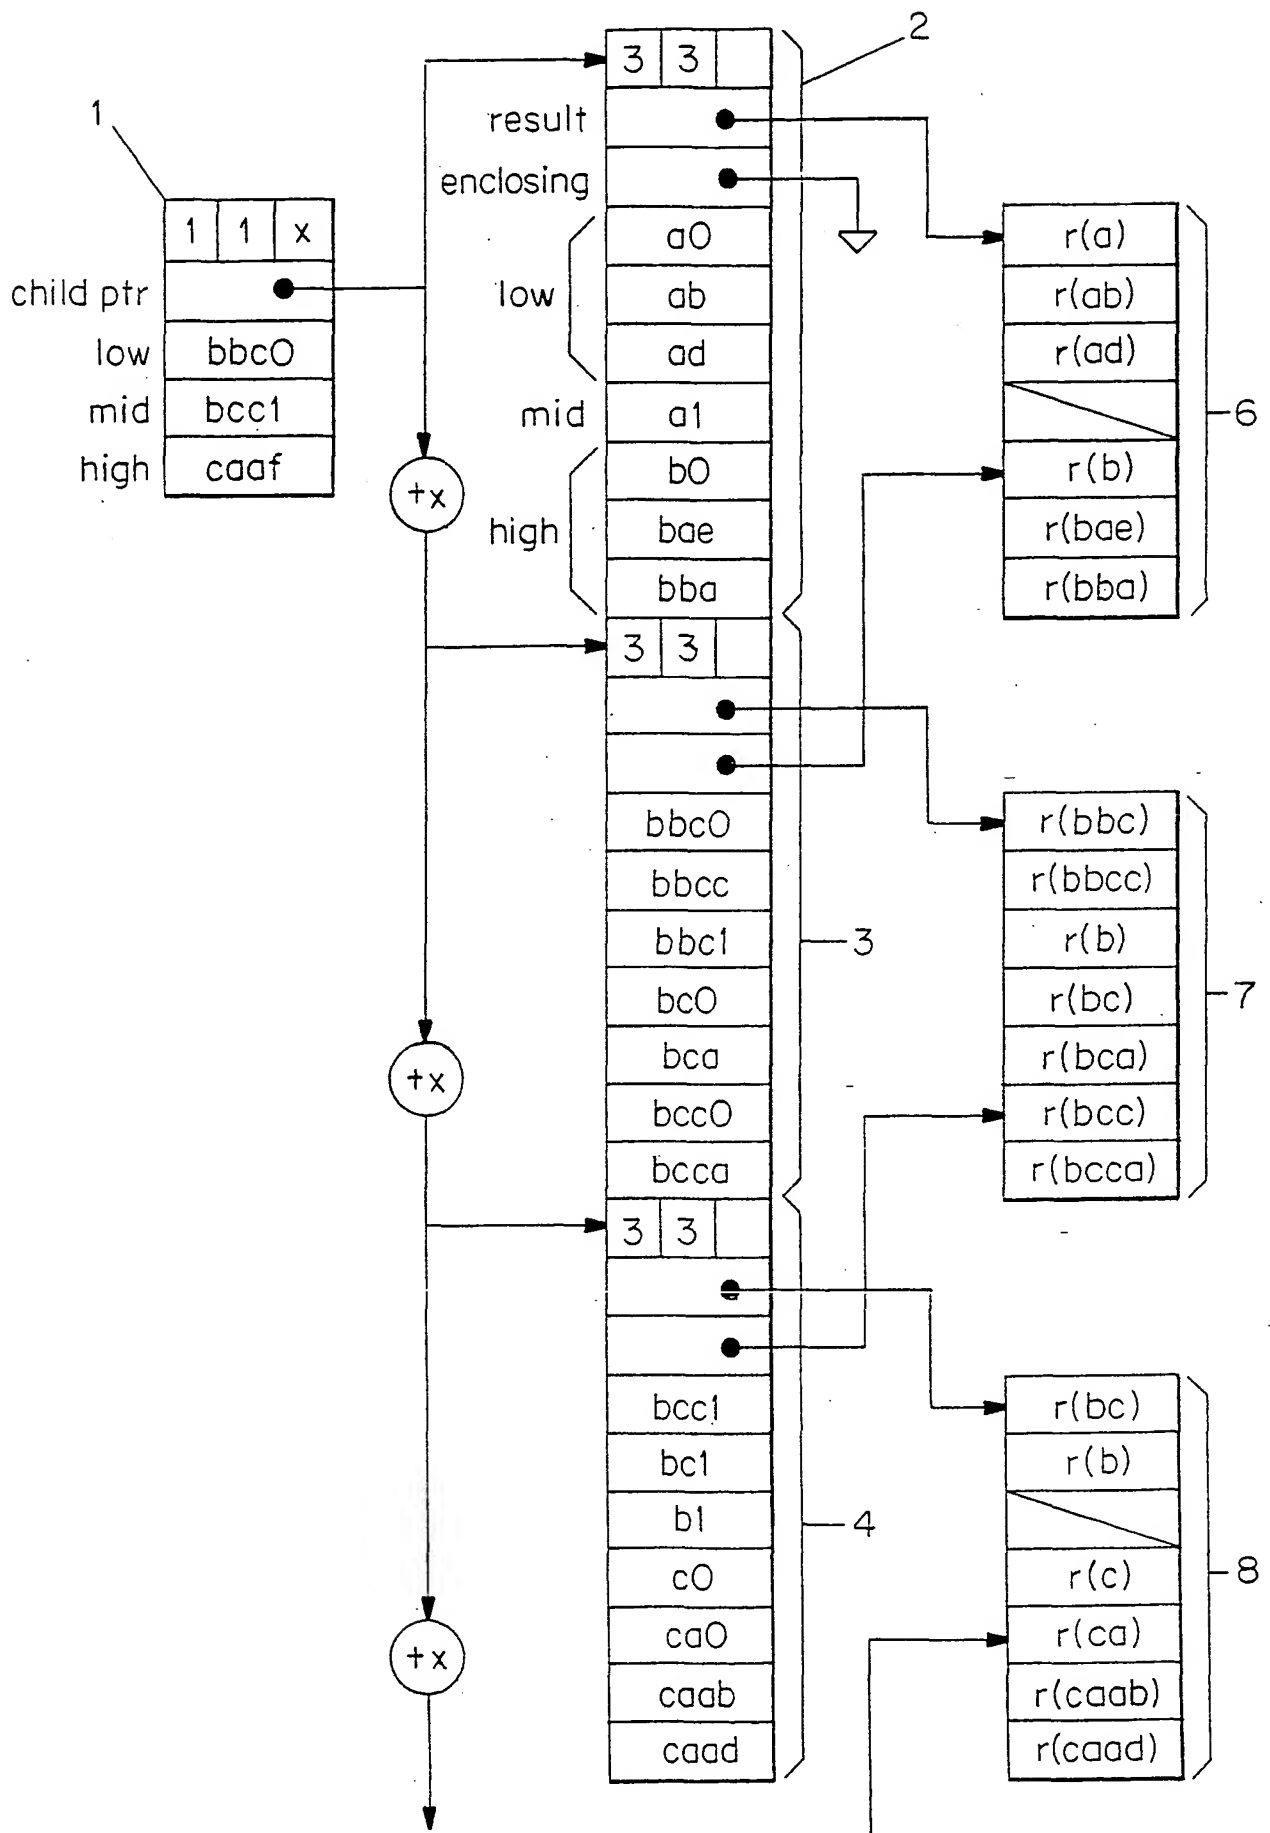 2
3 3
1
result
enclosing
1 1 x
a0
r(a)
child ptr
low
ab
r(ab)
low
bbc0
ad
r(ad)
mid
bcc1
mid
a1
6
high
caaf
b0
r(b)
+x
high
bae
r(bae)
bba
r(bba)
3 3
bbc0
r(bbc)
bbcc
r(bbcc)
bbc1
3
r(b)
bc0
r(bc)
7
bca
r(bca)
+x
bcc0
r(bcc)
bcca
r(bcca)
3 3
bcc1
r(bc)
bc1
r(b)
b1
4
c0
r(c)
8
ca0
r(ca)
+x
caab
r(caab)
caad
r(caad)